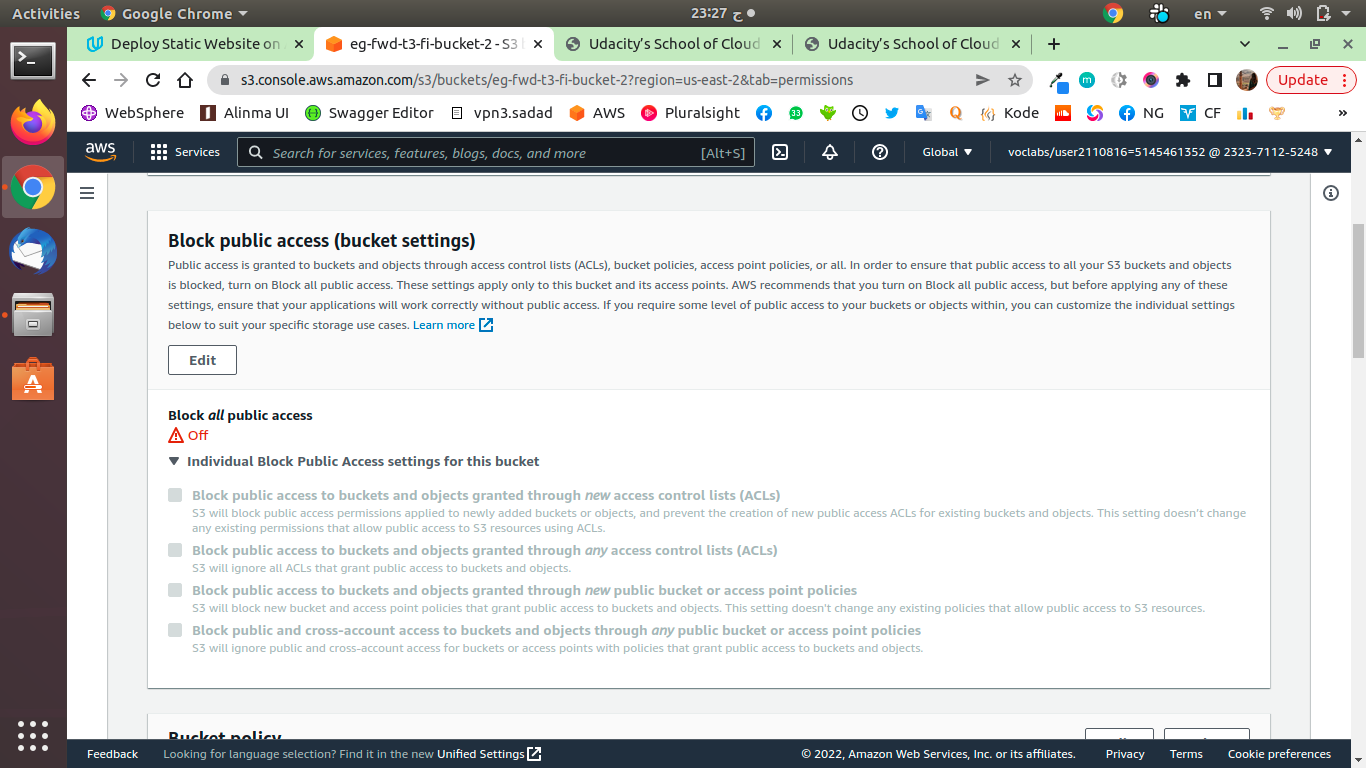 Activities
Google Chrome
23:27 ج
en
Deploy Static Website on
eg-fwd-t3-fi-bucket-2 - S3
Udacity's School of Cloud
Udacity's School of Cloud
s3.console.aws.amazon.com/s3/buckets/eg-fwd-t3-fi-bucket-2?region=us-east-2&tab=permissions
Update
WebSphere
Alinma UI
Swagger Editor
vpn3.sadad
AWS
Pluralsight
33
Kode
NG
CF
»
aws
Services
Search for services, features, blogs, docs, and more
[Alt+S]
Global
voclabs/user2110816=5145461352 @ 2323-7112-5248
Block public access (bucket settings)
Public access is granted to buckets and objects through access control lists (ACLs), bucket policies, access point policies, or all. In order to ensure that public access to all your S3 buckets and objects
is blocked, turn on Block all public access. These settings apply only to this bucket and its access points. AWS recommends that you turn on Block all public access, but before applying any of these
settings, ensure that your applications will work correctly without public access. If you require some level of public access to your buckets or objects within, you can customize the individual settings
below to suit your specific storage use cases. Learn more
Edit
Block all public access
Off
Individual Block Public Access settings for this bucket
Block public access to buckets and objects granted through new access control lists (ACLs)
S3 will block public access permissions applied to newly added buckets or objects, and prevent the creation of new public access ACLs for existing buckets and objects. This setting doesn't change
any existing permissions that allow public access to S3 resources using ACLs.
Block public access to buckets and objects granted through any access control lists (ACLs)
S3 will ignore all ACLs that grant public access to buckets and objects.
Block public access to buckets and objects granted through new public bucket or access point policies
S3 will block new bucket and access point policies that grant public access to buckets and objects. This setting doesn't change any existing policies that allow public access to S3 resources.
Block public and cross-account access to buckets and objects through any public bucket or access point policies
S3 will ignore public and cross-account access for buckets or access points with policies that grant public access to buckets and objects.
Bucket policy
Feedback
Looking for language selection? Find it in the new Unified Settings
© 2022, Amazon Web Services, Inc. or its affiliates.
Privacy
Terms
Cookie preferences